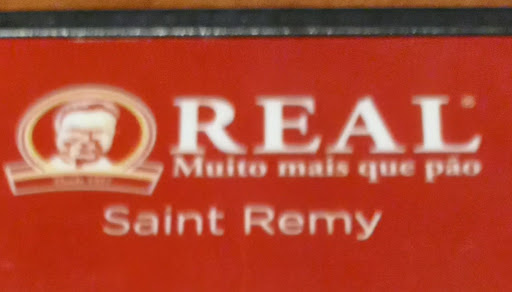 REAL®
Muito mais que pão
Saint Remy